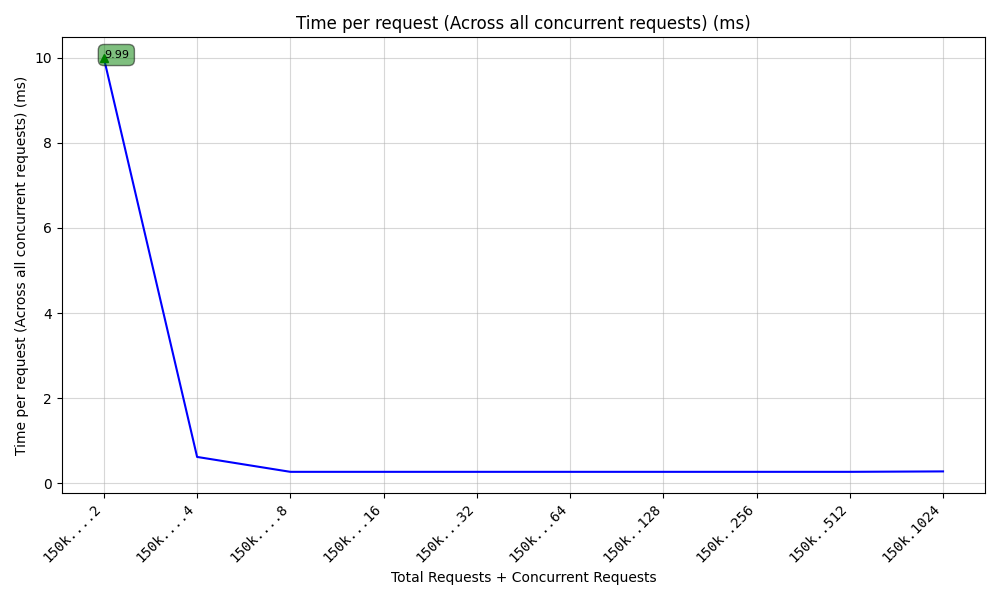 Time per request (Across all concurrent requests) (ms)
9.99
Time per request (Across all concurrent requests) (ms)
10
8
6
4
2
0
150k....2
150k....4
150k....8
150k...16
150k...32
150k...64
150k..128
150k..256
150k..512
150k.1024
Total Requests + Concurrent Requests